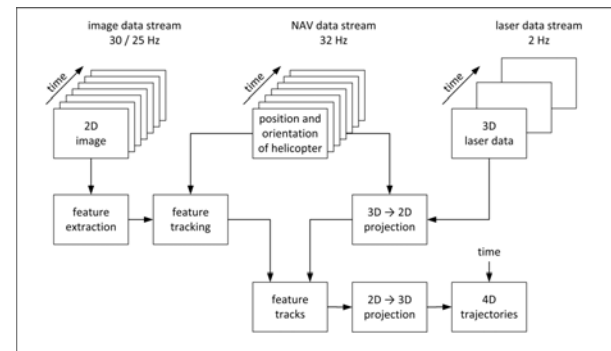 image data stream
30 / 25 Hz
NAV data stream
32 Hz
laser data stream
2 Hz
time
2D
image
time
position and
orientation
of helicopter
time
3D
laser data
feature
extraction
feature
tracking
3D → 2D
projection
time
feature
tracks
2D → 3D
projection
4D
trajectories